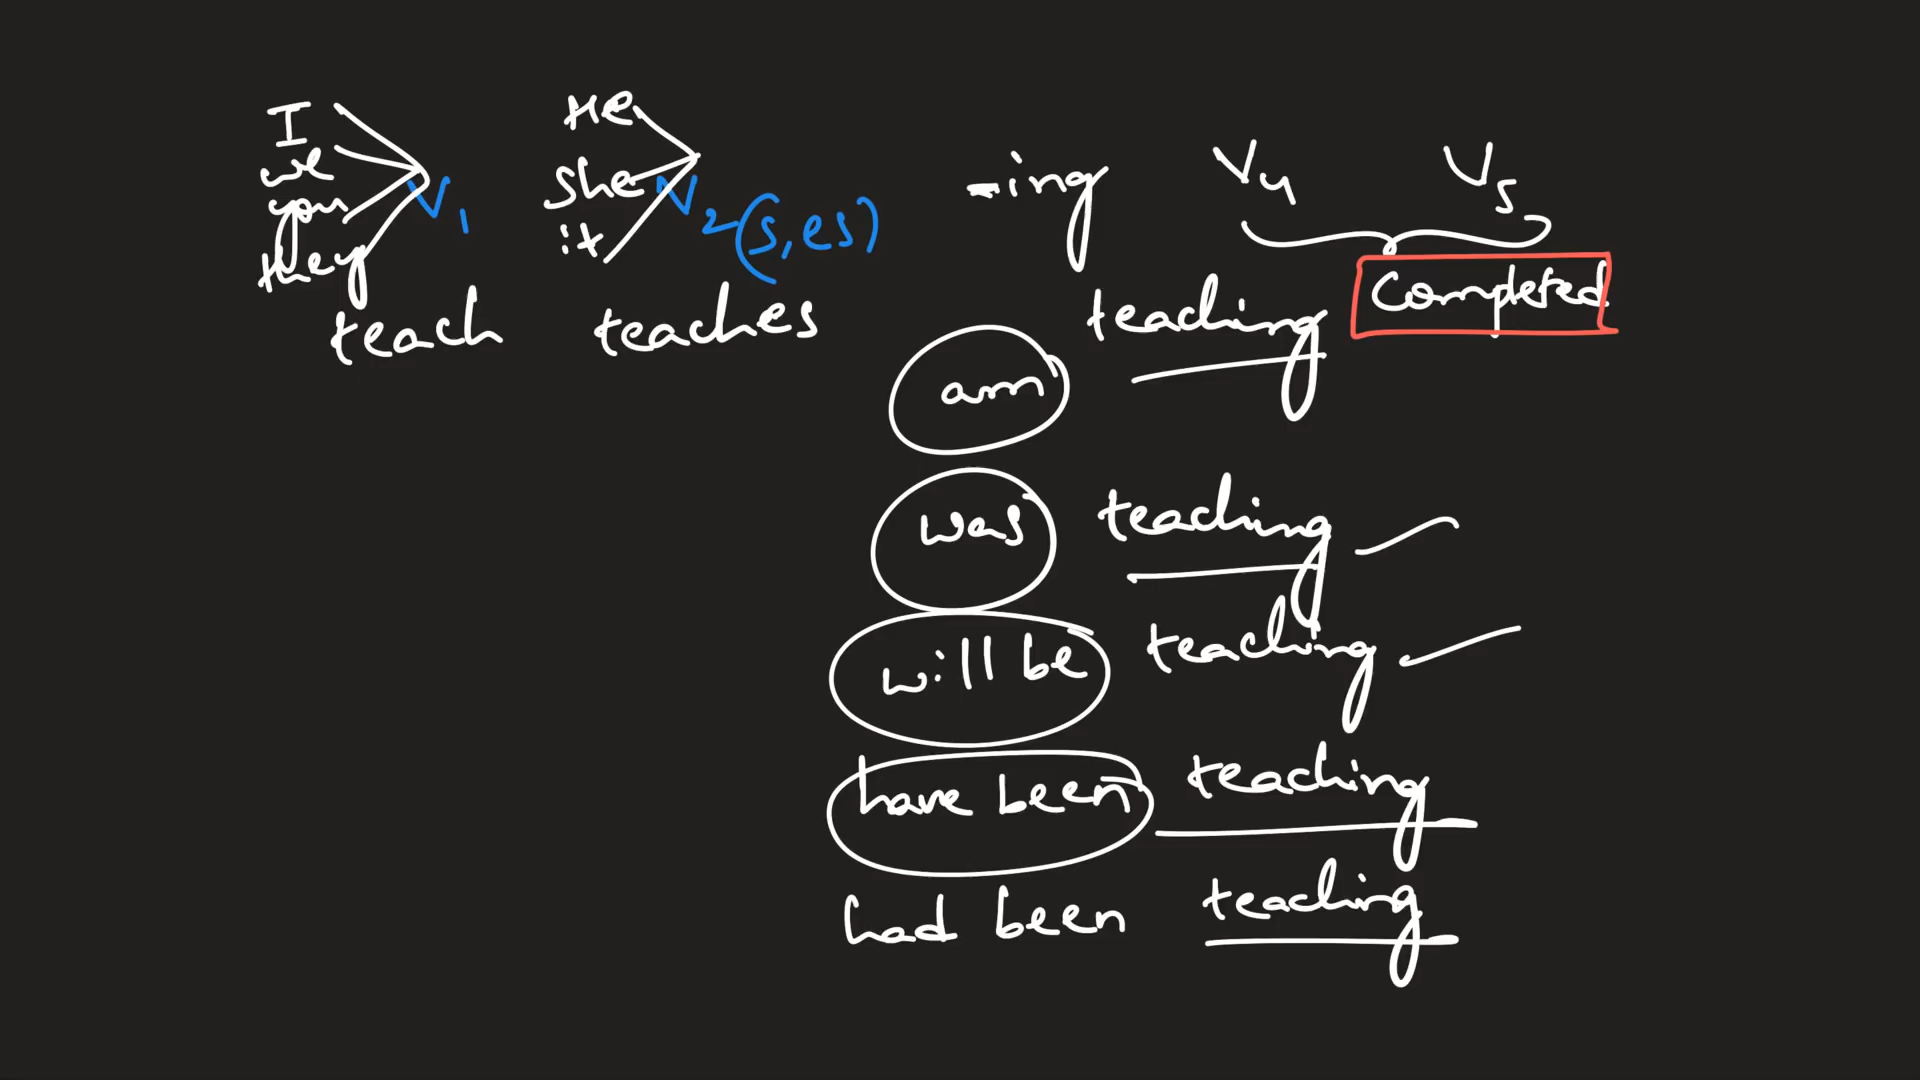 I
we
you
they
V1
teach
He
She
it
V2(s,es)
teaches
-ing
V4 V5
Completed
am teaching
was teaching
will be teaching
have been teaching
had been teaching